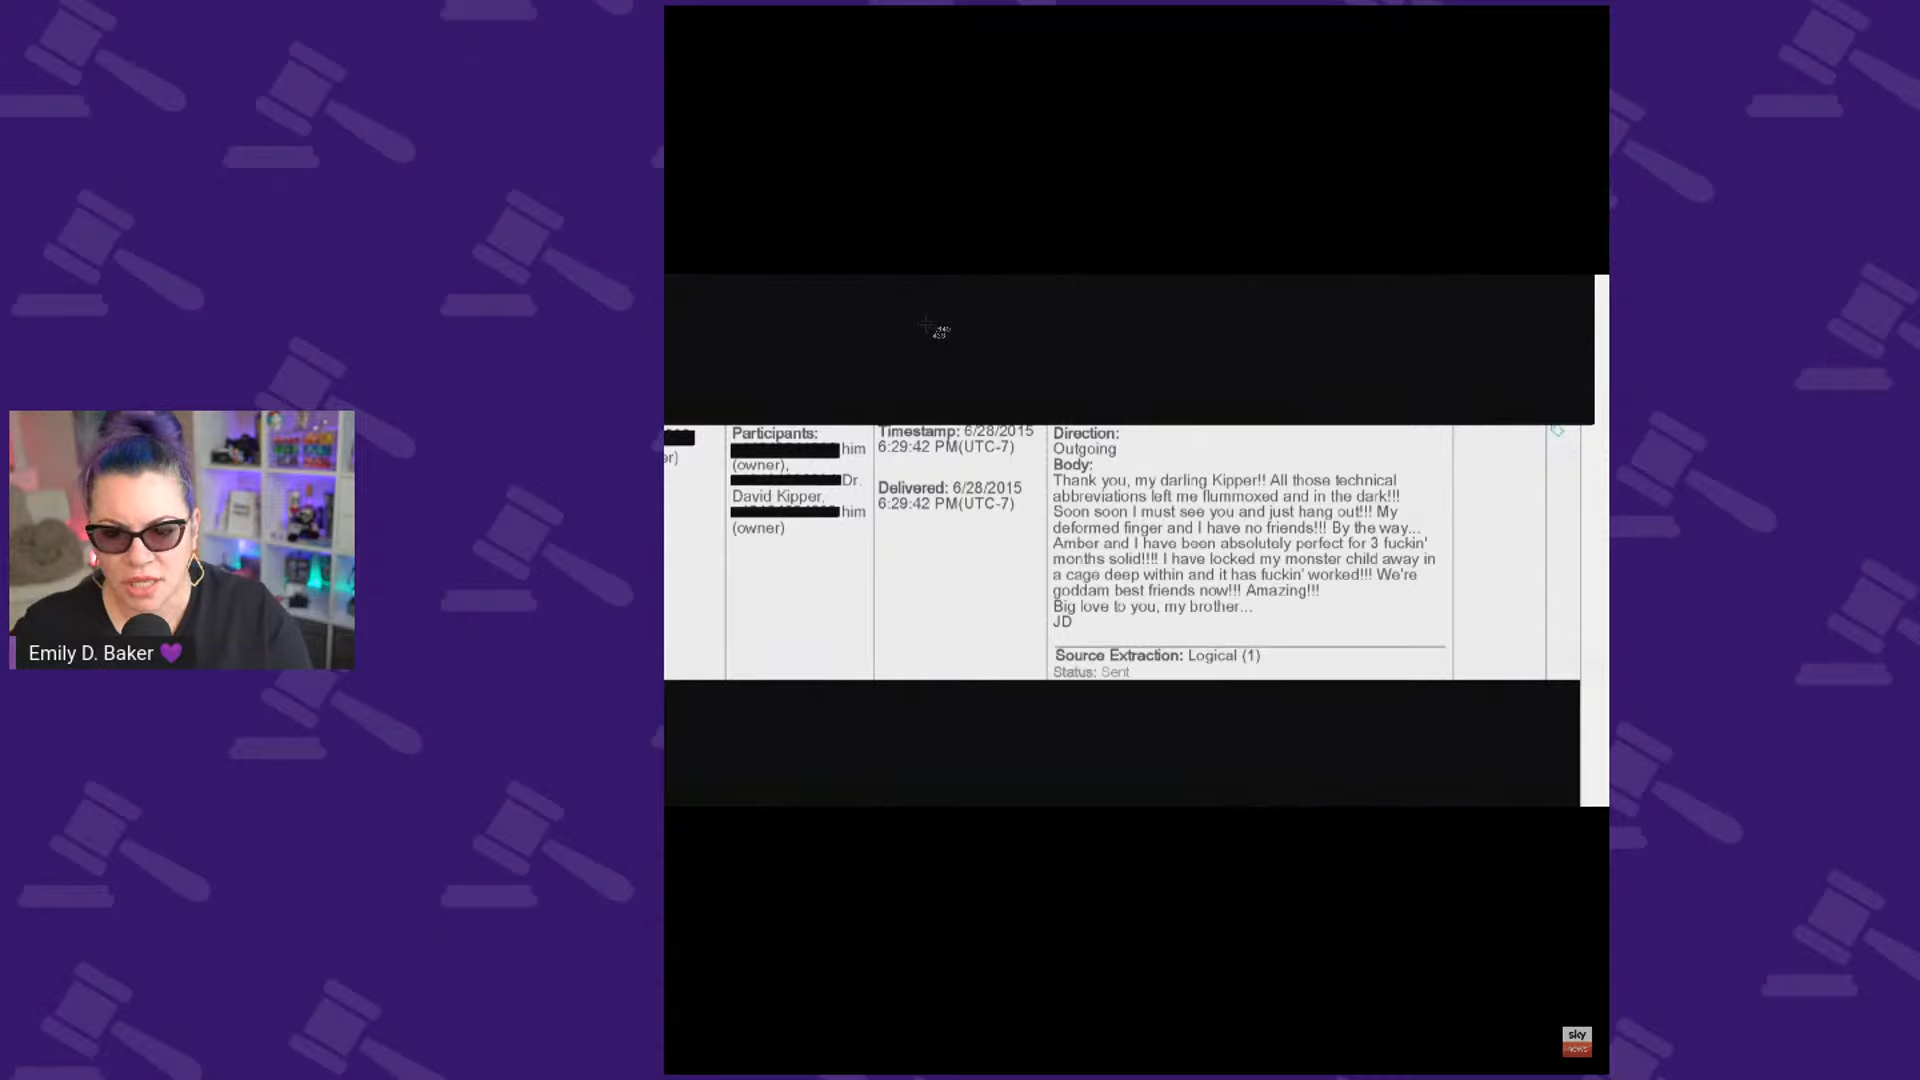 er)
Participants:
him
(owner),
Dr.
David Kipper,
him
(owner)
Timestamp: 6/28/2015
6:29:42 PM(UTC-7)
Delivered: 6/28/2015
6:29:42 PM(UTC-7)
Direction:
Outgoing
Body:
Thank you, my darling Kipper!! All those technical
abbreviations left me flummoxed and in the dark!!!
Soon soon I must see you and just hang out!!! My
deformed finger and I have no friends!!! By the way...
Amber and I have been absolutely perfect for 3 fuckin'
months solid!!!! I have locked my monster child away in
a cage deep within and it has fuckin' worked!!! We're
goddam best friends now!!! Amazing!!!
Big love to you, my brother...
JD
Source Extraction: Logical (1)
Status: Sent
Emily D. Baker 💜
sky
news